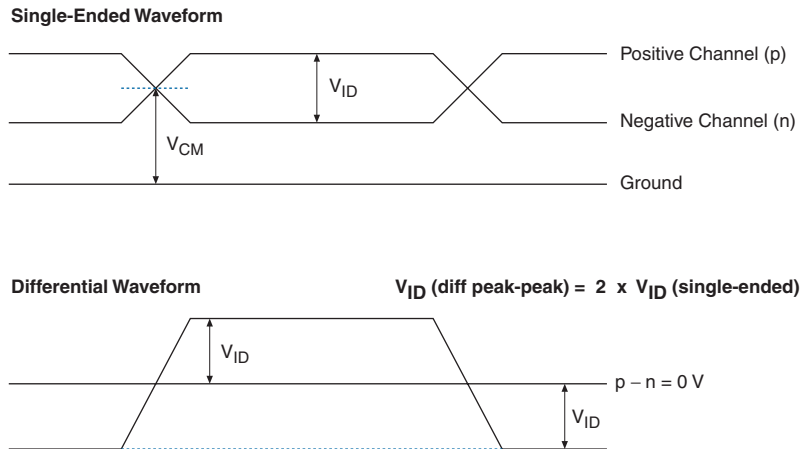 Single-Ended Waveform
Positive Channel (p)
VID
Negative Channel (n)
VCM
Ground
Differential Waveform
VID (diff peak-peak) = 2 x VID (single-ended)
VID
p − n = 0 V
VID